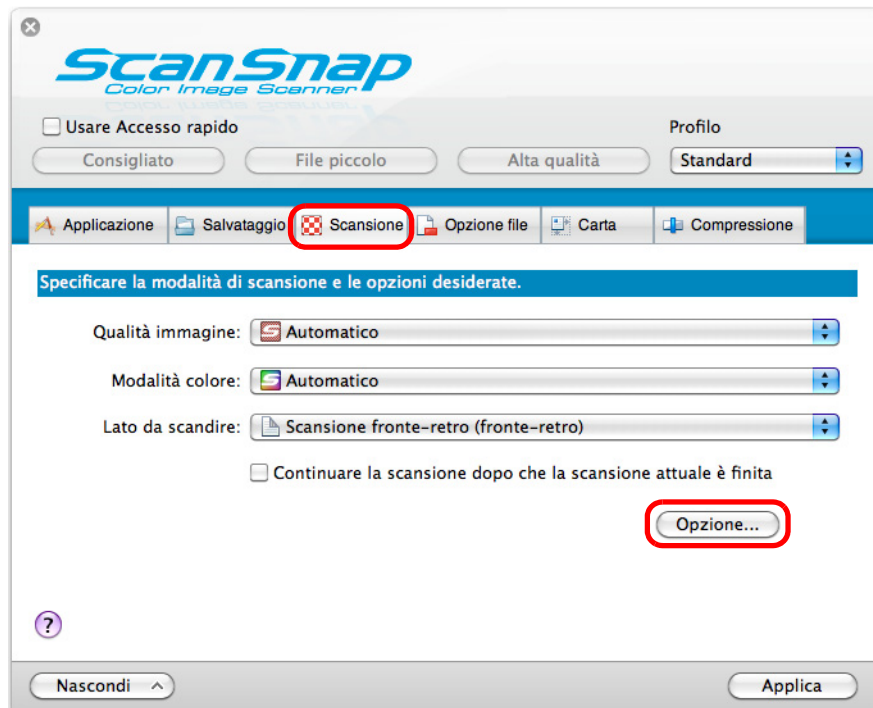 ScanSnap
Color Image Scanner
Usare Accesso rapido
Profilo
Consigliato File piccolo Alta qualità Standard
Applicazione Salvataggio Scansione Opzione file Carta Compressione
Specificare la modalità di scansione e le opzioni desiderate.
Qualità immagine: Automatico
Modalità colore: Automatico
Lato da scandire: Scansione fronte-retro (fronte-retro)
Continuare la scansione dopo che la scansione attuale è finita
Opzione...
?
Nascondi Applica